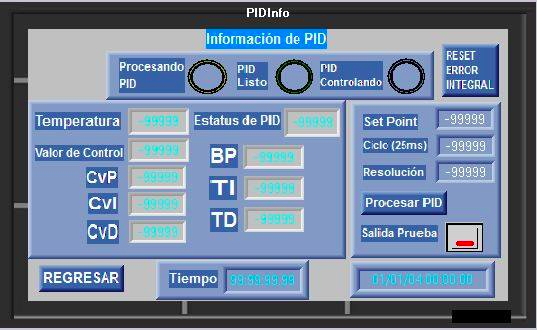 PIDInfo
Información de PID
Procesando PID
PID Listo
PID Controlando
RESET ERROR INTEGRAL
Temperatura -99999
Estatus de PID -99999
Valor de Control -99999
BP -99999
CvP -99999
TI -99999
CvI -99999
TD -99999
CvD -99999
Set Point -99999
Ciclo (25ms) -99999
Resolución -99999
Procesar PID
Salida Prueba
REGRESAR
Tiempo 99:99:99:99
01/01/04 00:00:00